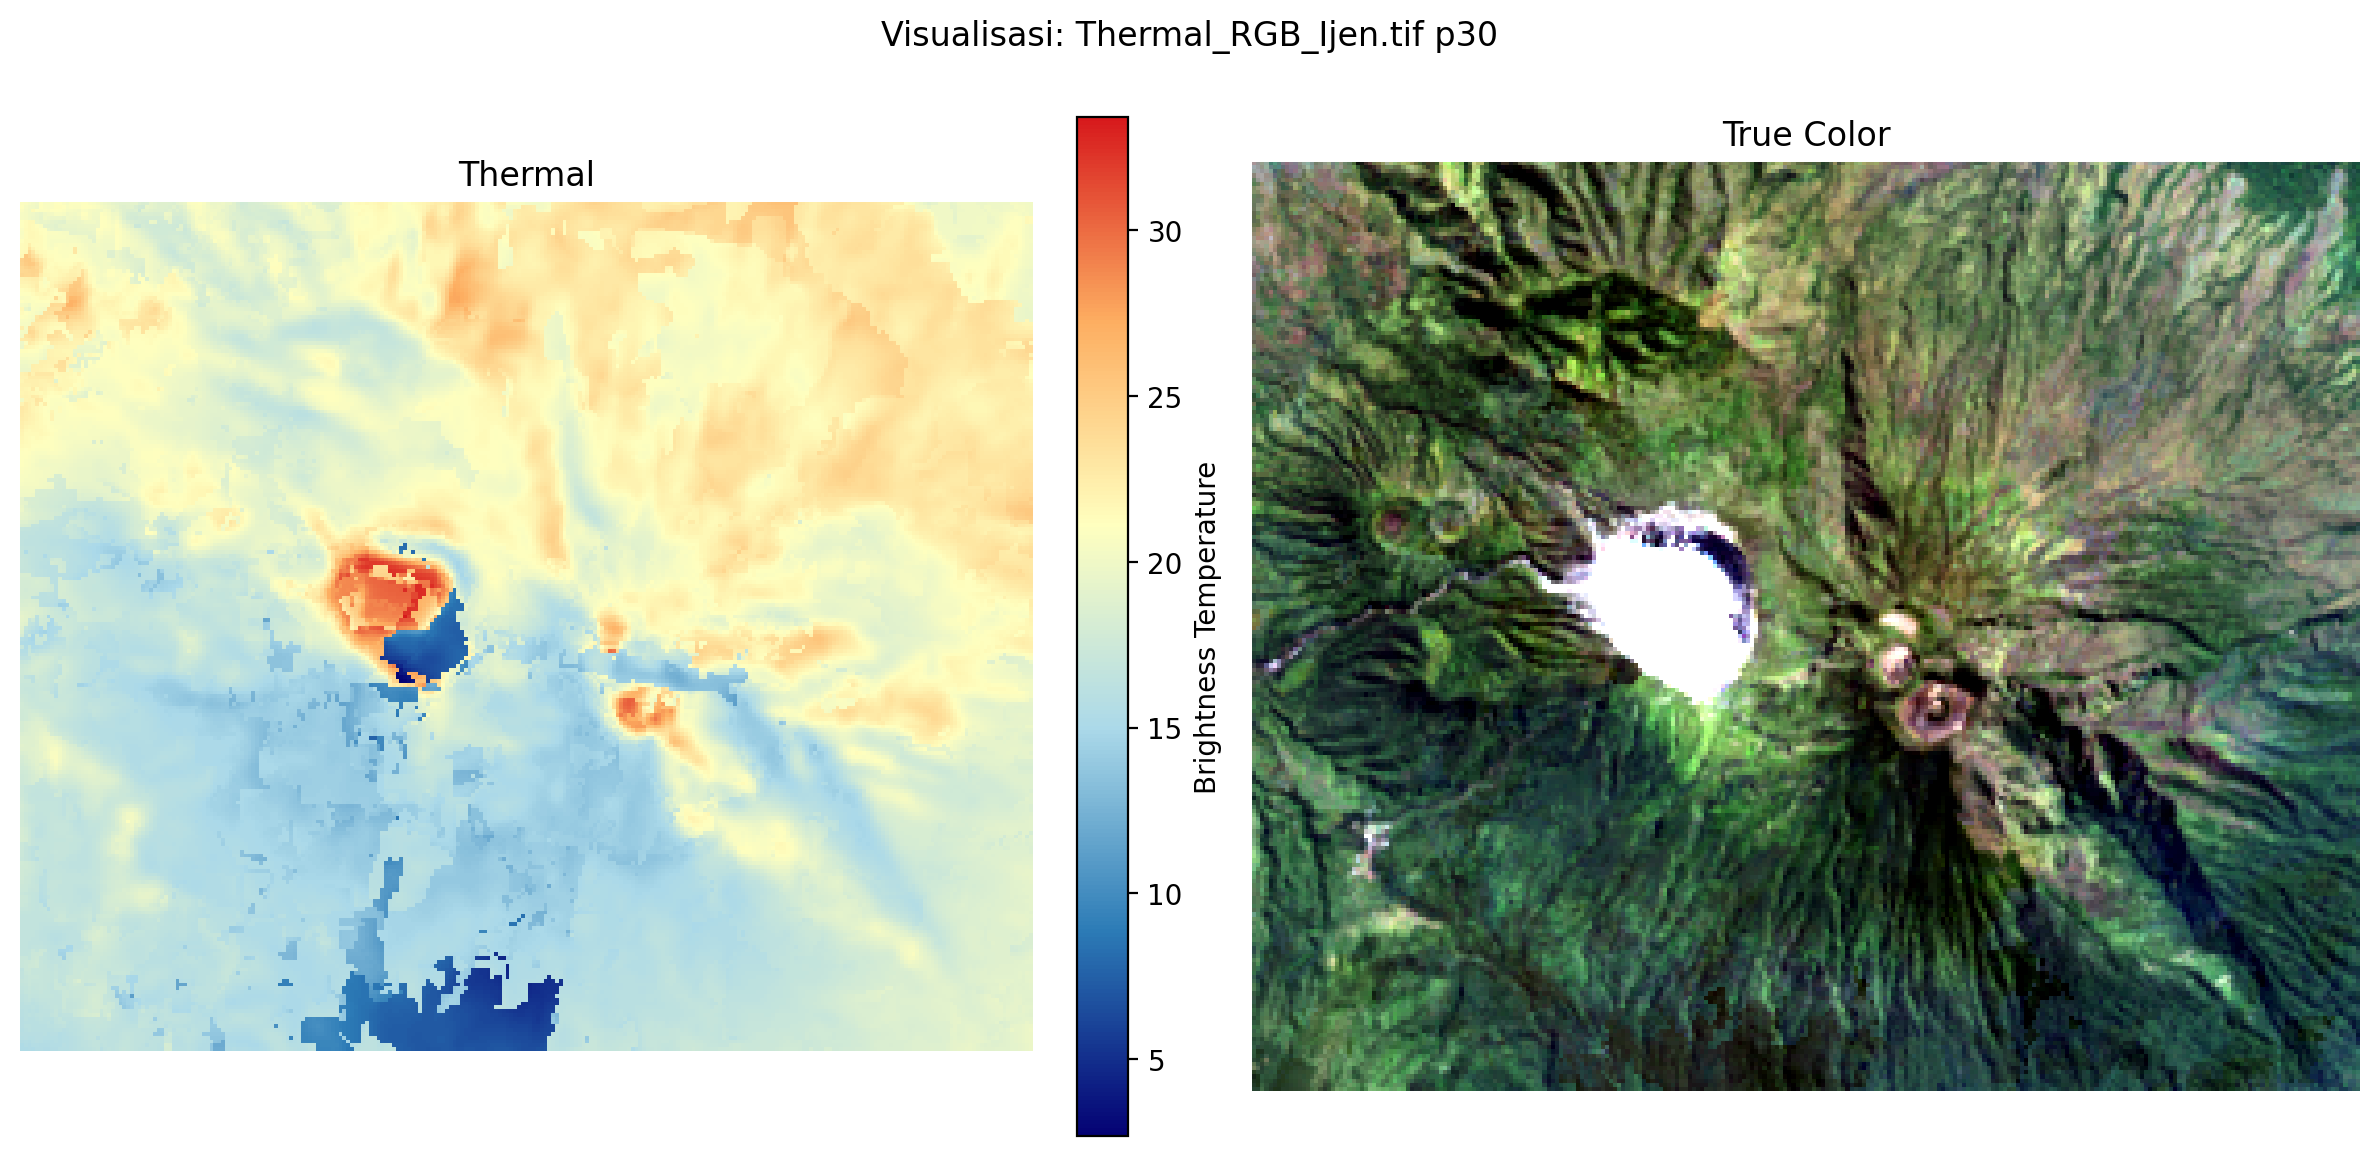 Visualisasi: Thermal_RGB_Ijen.tif p30
Thermal
True Color
30
25
20
15
10
5
Brightness Temperature